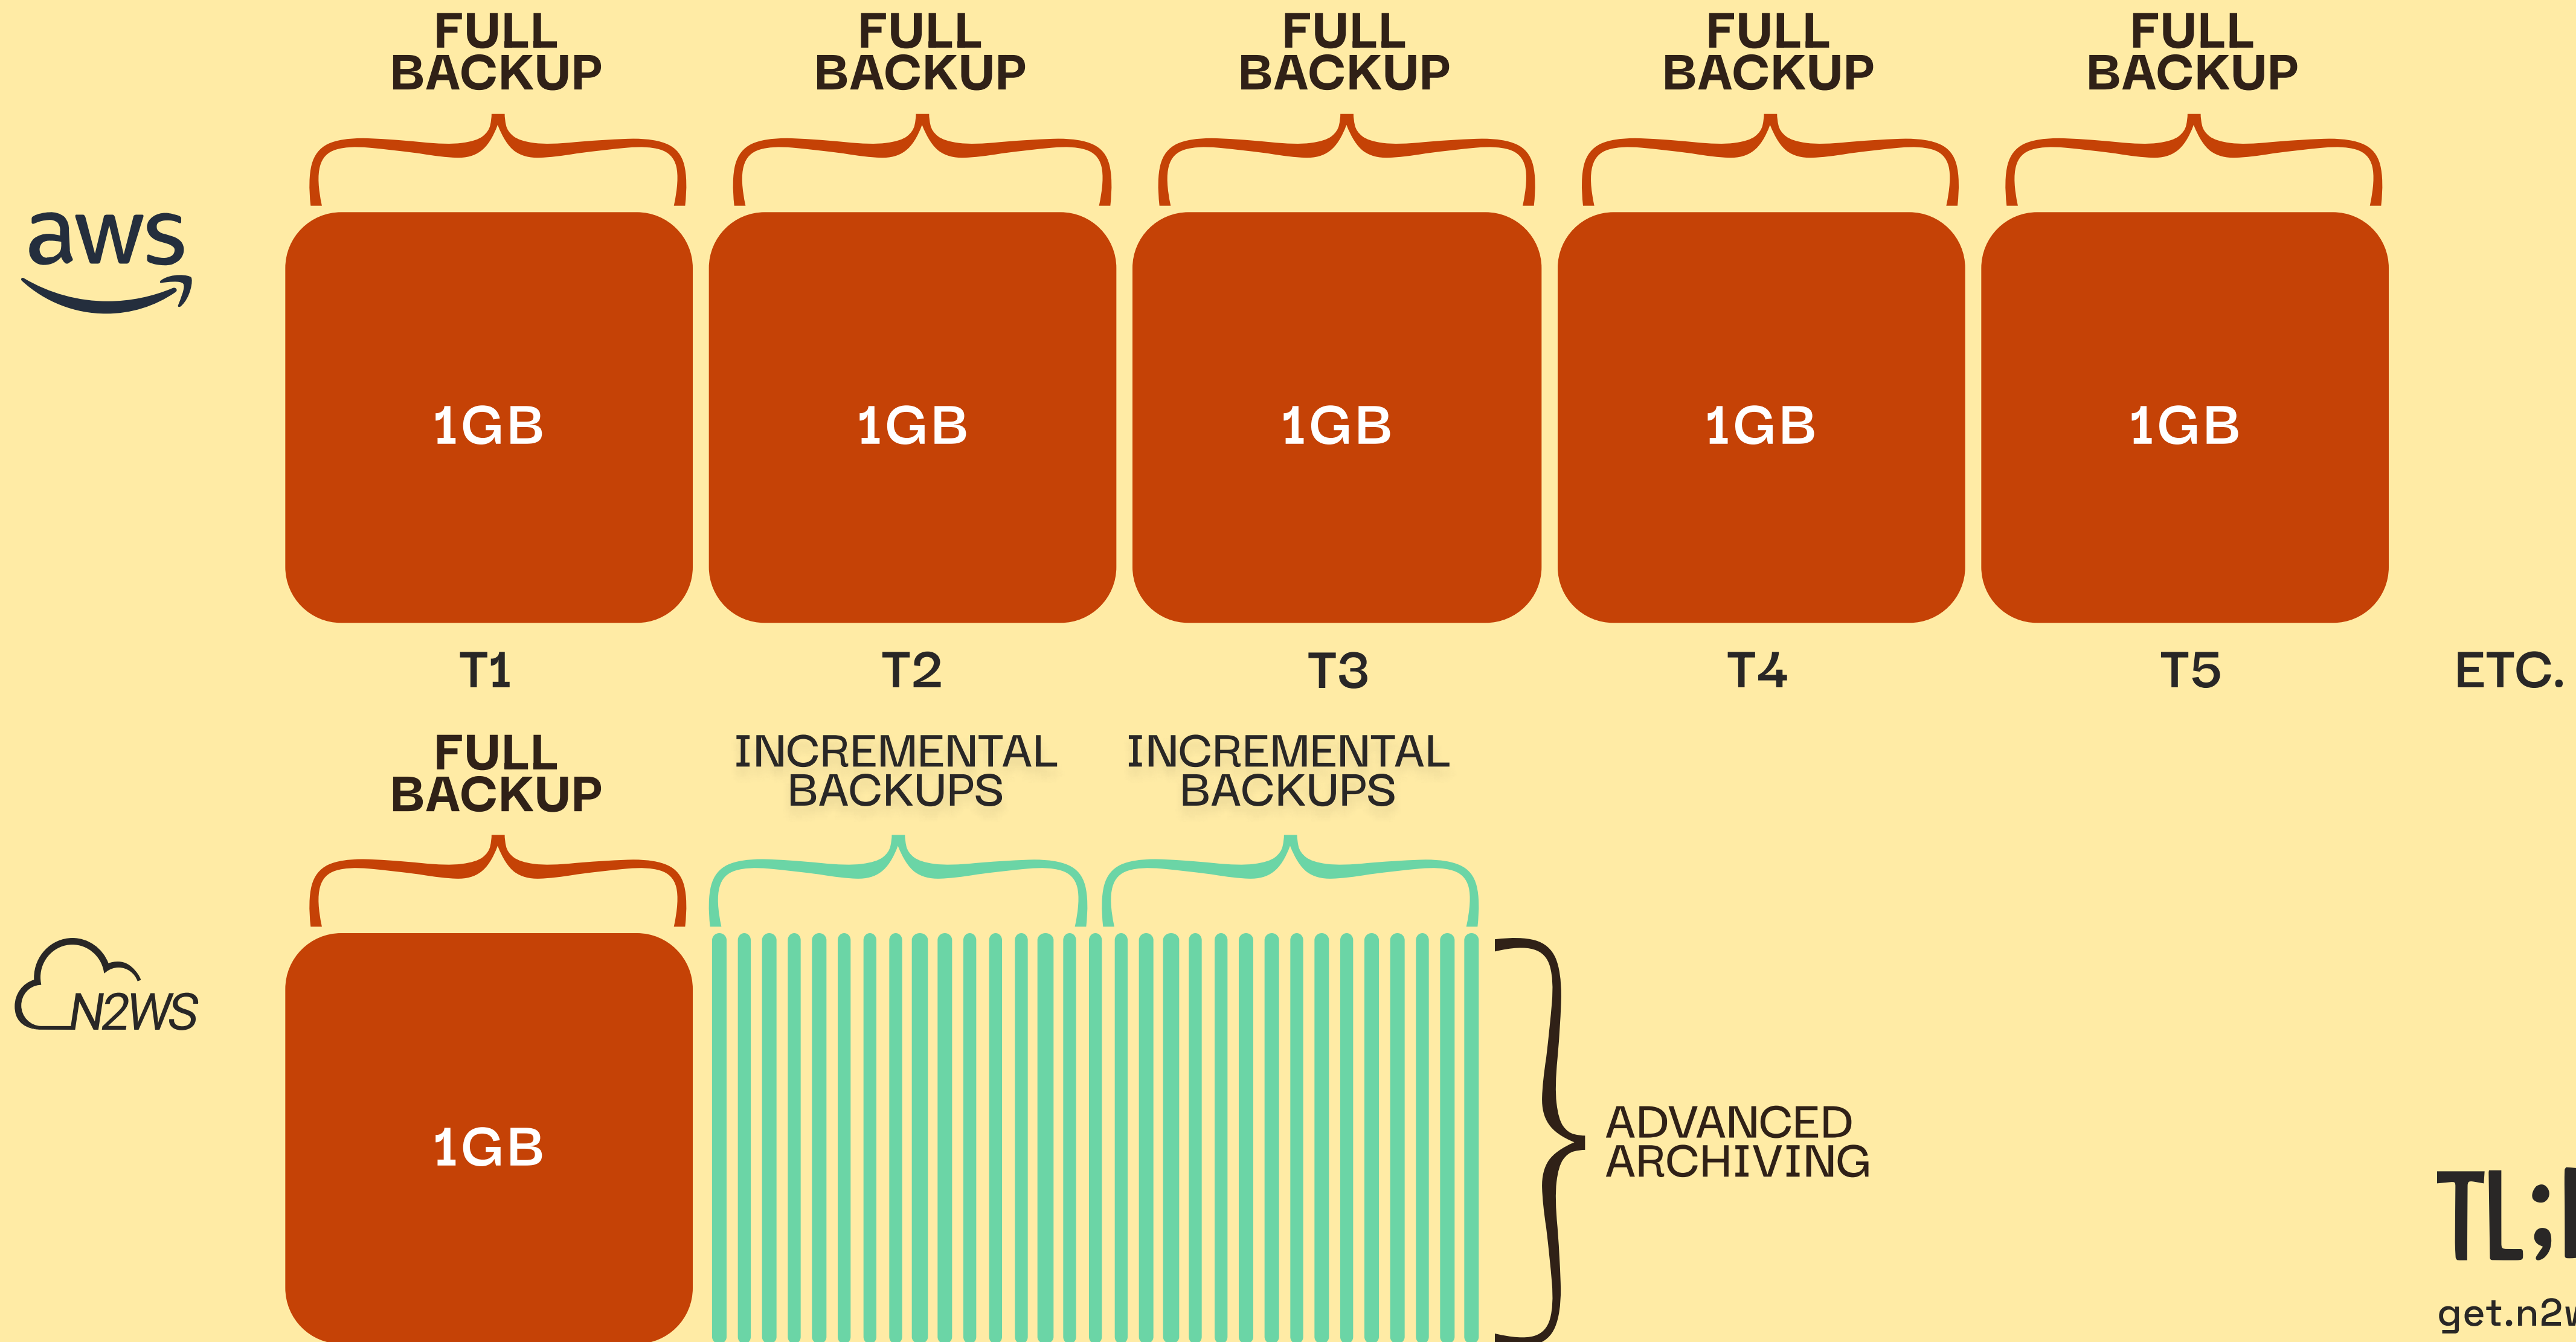 FULL
BACKUP
FULL
BACKUP
FULL
BACKUP
FULL
BACKUP
FULL
BACKUP
aws
1GB
1GB
1GB
1GB
1GB
T1
T2
T3
T4
T5
ETC.
FULL
BACKUP
INCREMENTAL
BACKUPS
INCREMENTAL
BACKUPS
N2WS
1GB
ADVANCED
ARCHIVING
TL;